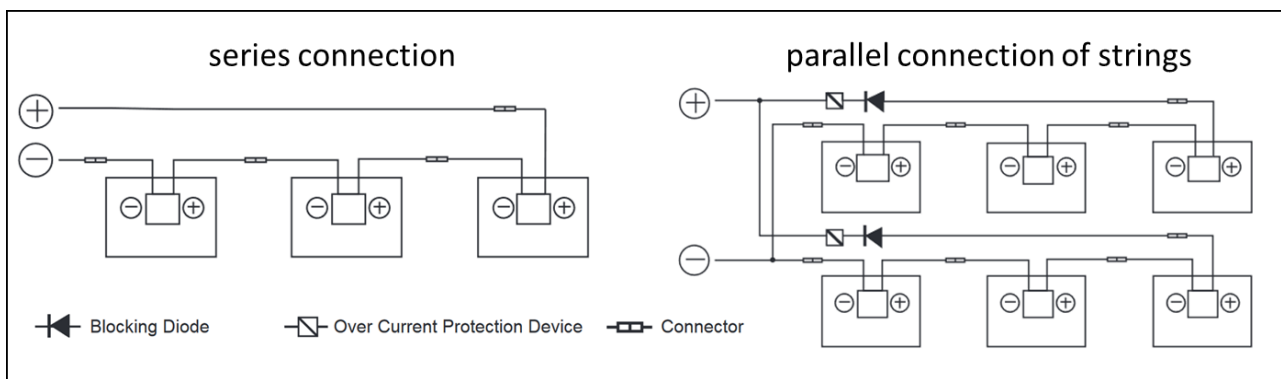 series connection
parallel connection of strings
+
−
− + − + − +
+
− + − + − +
−
− + − + − +
Blocking Diode
Over Current Protection Device
Connector